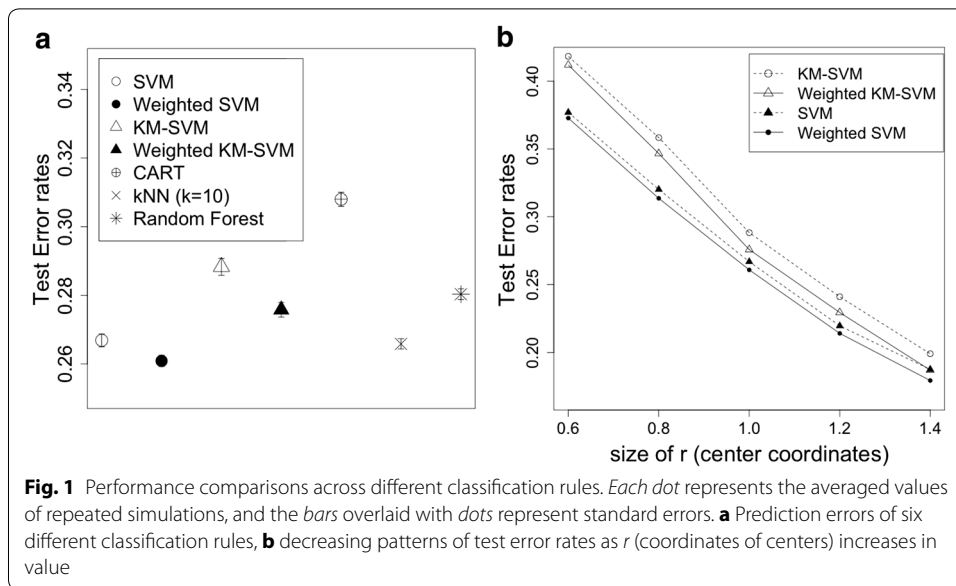 a
0.34
0.32
0.30
0.28
0.26
Test Error rates
SVM
Weighted SVM
KM-SVM
Weighted KM-SVM
CART
kNN (k=10)
Random Forest
b
0.40
0.35
0.30
0.25
0.20
Test Error rates
KM-SVM
Weighted KM-SVM
SVM
Weighted SVM
0.6 0.8 1.0 1.2 1.4
size of r (center coordinates)
Fig. 1 Performance comparisons across different classification rules. Each dot represents the averaged values
of repeated simulations, and the bars overlaid with dots represent standard errors. a Prediction errors of six
different classification rules, b decreasing patterns of test error rates as r (coordinates of centers) increases in
value